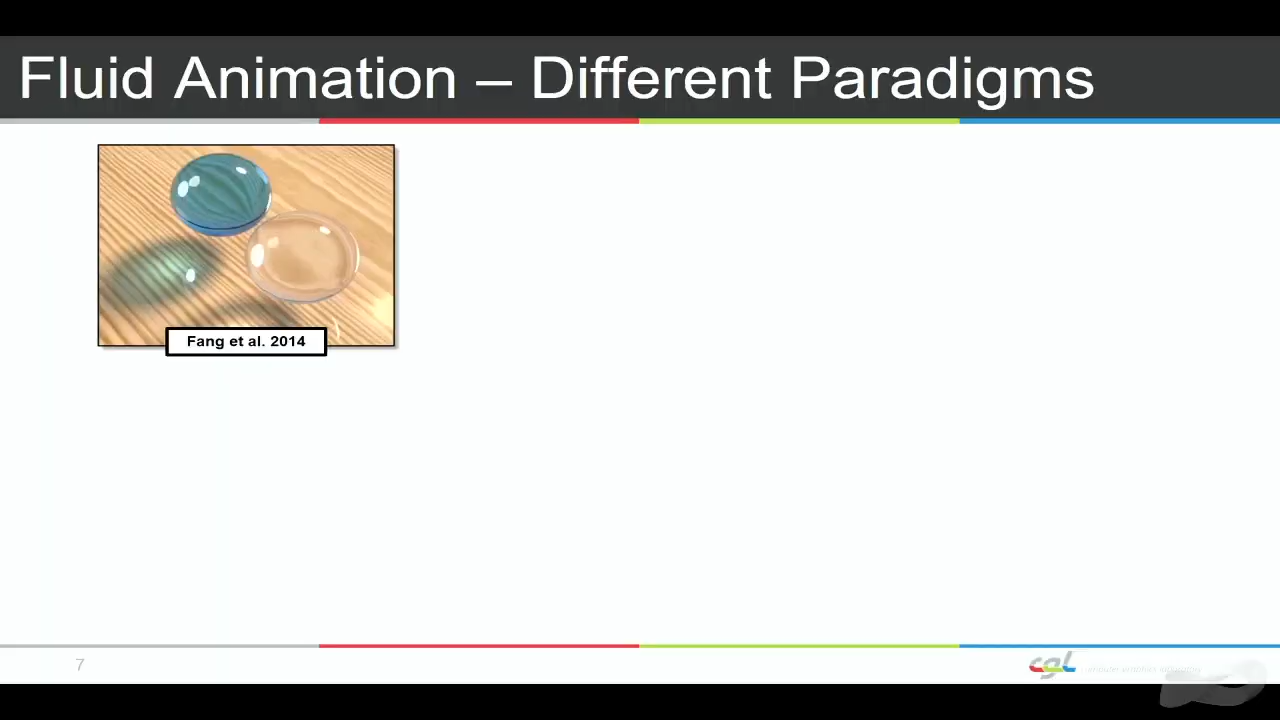 Fluid Animation – Different Paradigms
Fang et al. 2014
7
cgl